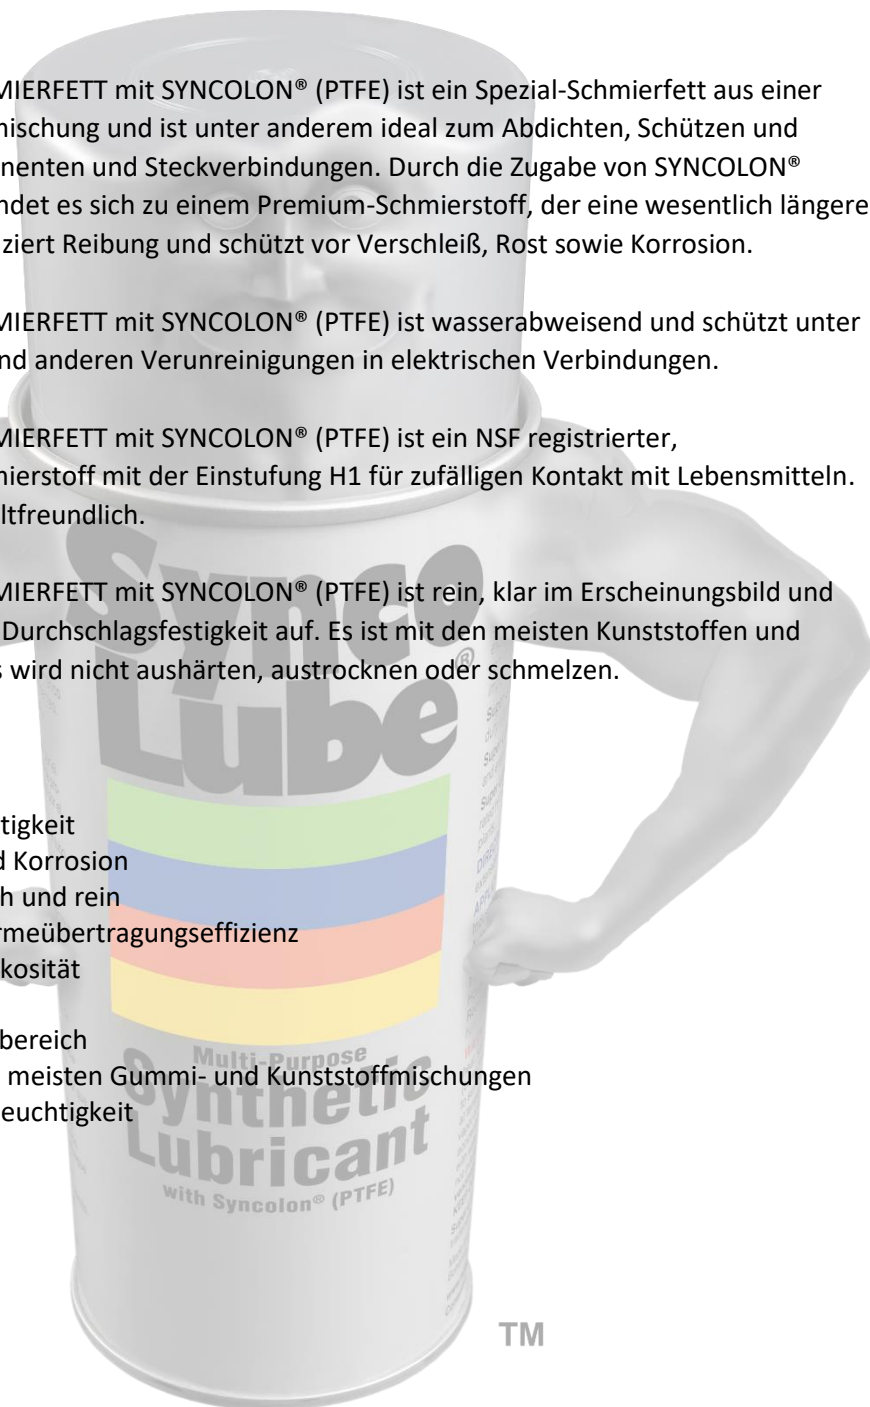 MIERFETT mit SYNCOLON® (PTFE) ist ein Spezial-Schmierfett aus einer
mischung und ist unter anderem ideal zum Abdichten, Schützen und
nenten und Steckverbindungen. Durch die Zugabe von SYNCOLON®
ndet es sich zu einem Premium-Schmierstoff, der eine wesentlich längere
ziert Reibung und schützt vor Verschleiß, Rost sowie Korrosion.
MIERFETT mit SYNCOLON® (PTFE) ist wasserabweisend und schützt unter
nd anderen Verunreinigungen in elektrischen Verbindungen.
MIERFETT mit SYNCOLON® (PTFE) ist ein NSF registrierter,
mierstoff mit der Einstufung H1 für zufälligen Kontakt mit Lebensmitteln.
ltfreundlich.
MIERFETT mit SYNCOLON® (PTFE) ist rein, klar im Erscheinungsbild und
Durchschlagsfestigkeit auf. Es ist mit den meisten Kunststoffen und
s wird nicht aushärten, austrocknen oder schmelzen.
Synco
Lube®
tigkeit
d Korrosion
h und rein
rmeübertragungseffizienz
kosität
bereich
meisten Gummi- und Kunststoffmischungen
euchtigkeit
Multi-Purpose
Synthetic
Lubricant
with Syncolon® (PTFE)
TM